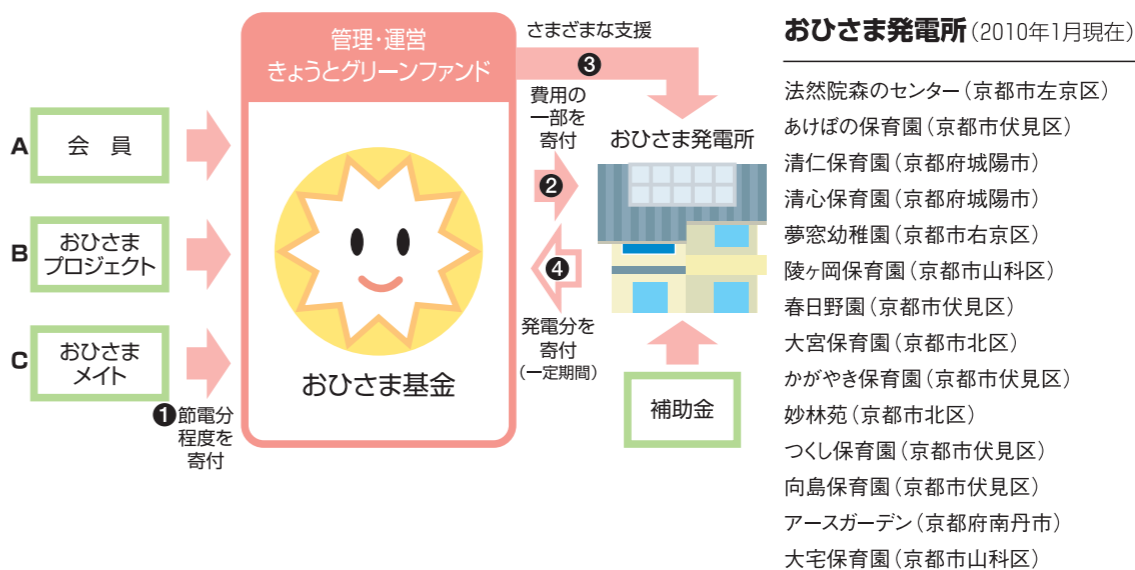 管理・運営
きょうとグリーンファンド
さまざまな支援
❸
A 会 員
B おひさま
プロジェクト
C おひさま
メイト
❶節電分
程度を
寄付
おひさま基金
費用の
一部を
寄付
❷
❹
発電分を
寄付
(一定期間)
おひさま発電所
補助金
おひさま発電所(2010年1月現在)
法然院森のセンター(京都市左京区)
あけぼの保育園(京都市伏見区)
清仁保育園(京都府城陽市)
清心保育園(京都府城陽市)
夢窓幼稚園(京都市右京区)
陵ヶ岡保育園(京都市山科区)
春日野園(京都市伏見区)
大宮保育園(京都市北区)
かがやき保育園(京都市伏見区)
妙林苑(京都市北区)
つくし保育園(京都市伏見区)
向島保育園(京都市伏見区)
アースガーデン(京都府南丹市)
大宅保育園(京都市山科区)